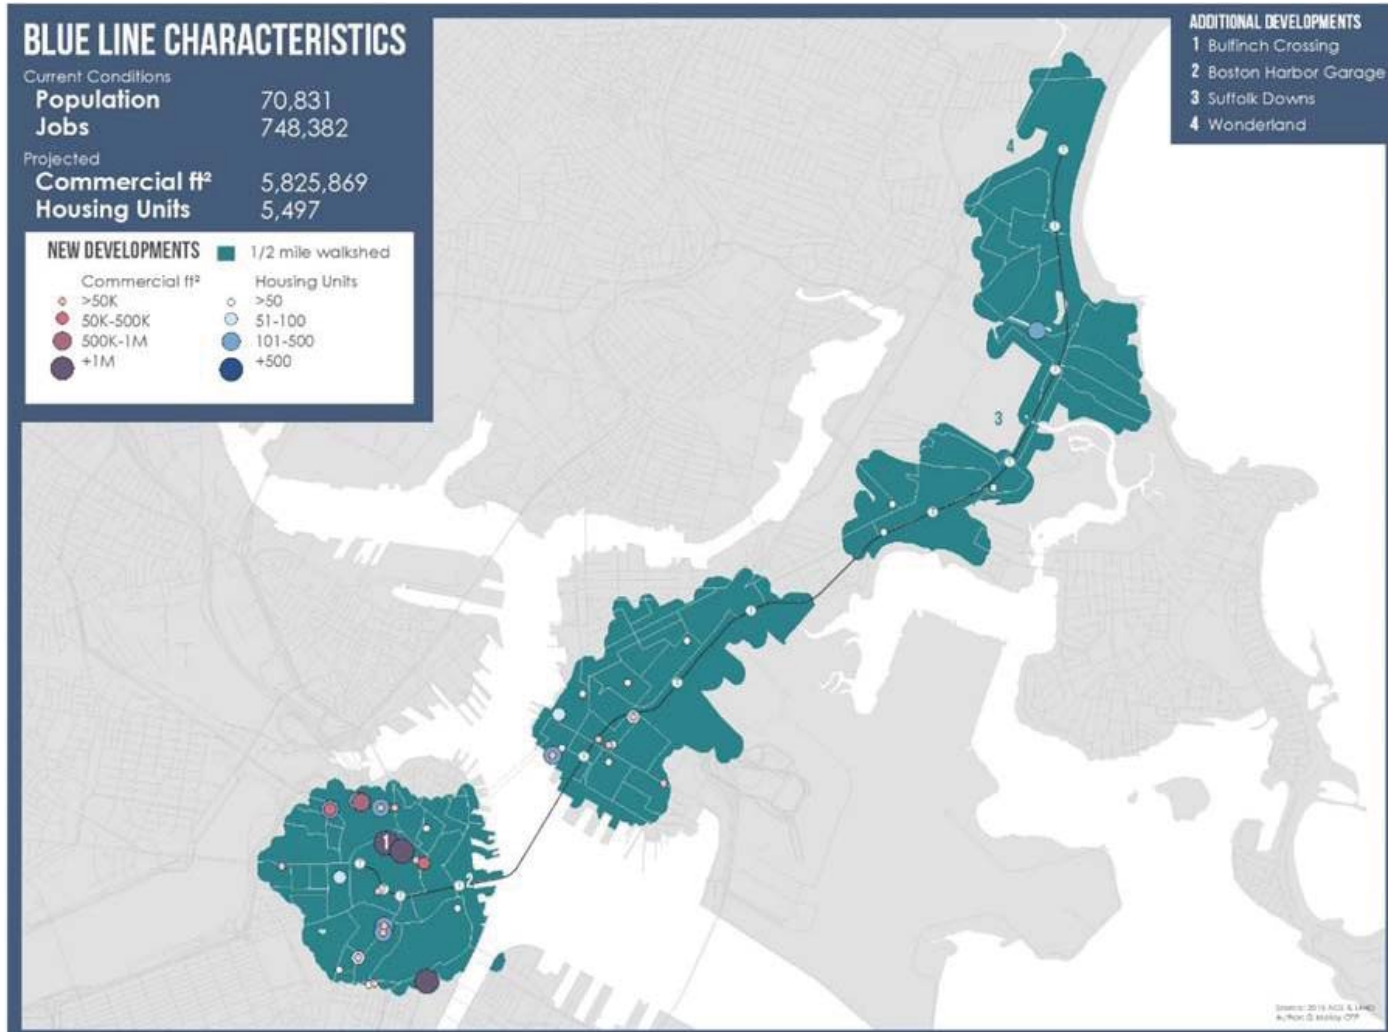 BLUE LINE CHARACTERISTICS
Current Conditions
Population 70,831
Jobs 748,382
Projected
Commercial ft² 5,825,869
Housing Units 5,497
NEW DEVELOPMENTS 1/2 mile walkshed
Commercial ft² Housing Units
>50K >50
50K-500K 51-100
500K-1M 101-500
+1M +500
ADDITIONAL DEVELOPMENTS
1 Bulfinch Crossing
2 Boston Harbor Garage
3 Suffolk Downs
4 Wonderland
4
3
1
2